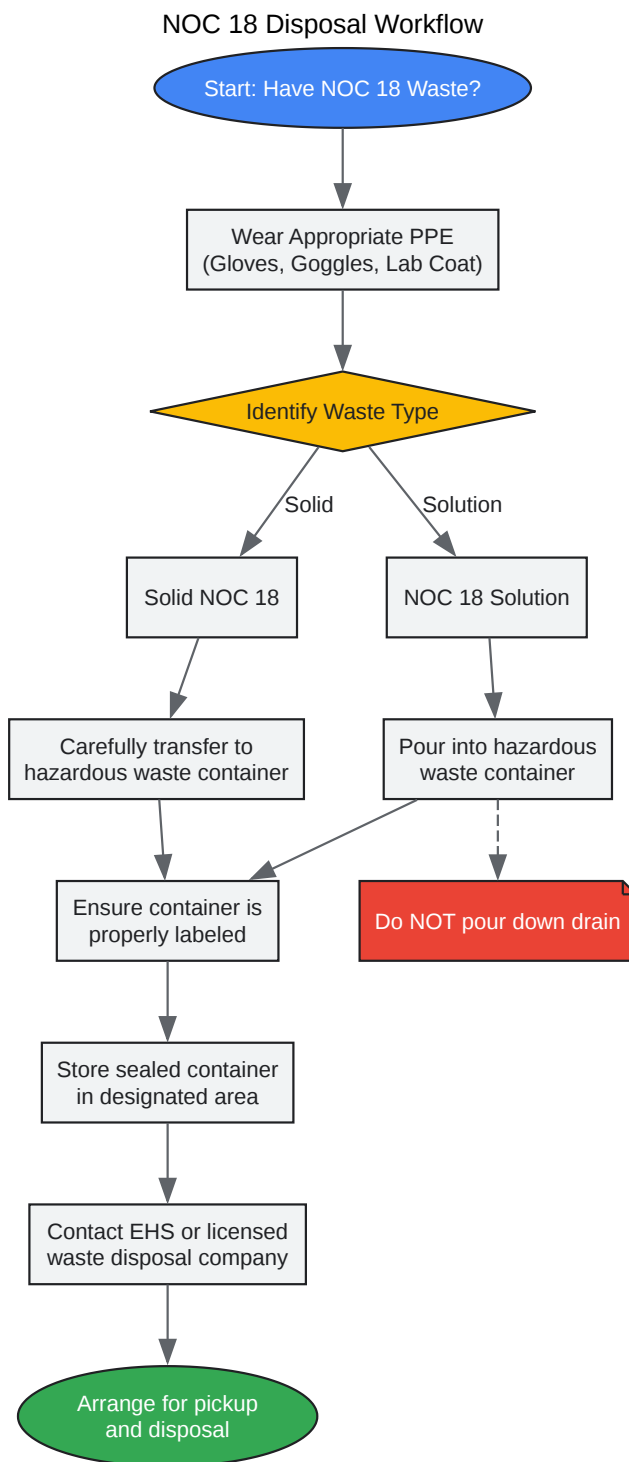 NOC 18 Disposal Workflow
Start: Have NOC 18 Waste?
Wear Appropriate PPE
(Gloves, Goggles, Lab Coat)
Identify Waste Type
Solid
Solution
Solid NOC 18
NOC 18 Solution
Carefully transfer to
hazardous waste container
Pour into hazardous
waste container
Ensure container is
properly labeled
Do NOT pour down drain
Store sealed container
in designated area
Contact EHS or licensed
waste disposal company
Arrange for pickup
and disposal